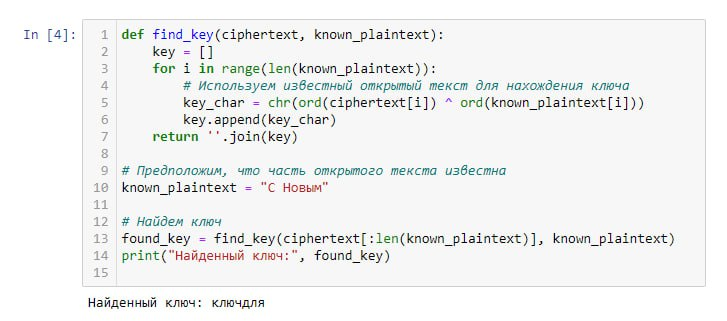 In [4]:
1 def find_key(ciphertext, known_plaintext):
2     key = []
3     for i in range(len(known_plaintext)):
4         # Используем известный открытый текст для нахождения ключа
5         key_char = chr(ord(ciphertext[i]) ^ ord(known_plaintext[i]))
6         key.append(key_char)
7     return ''.join(key)
8
9 # Предположим, что часть открытого текста известна
10 known_plaintext = "С Новым"
11
12 # Найдем ключ
13 found_key = find_key(ciphertext[:len(known_plaintext)], known_plaintext)
14 print("Найденный ключ:", found_key)
15
Найденный ключ: ключдля